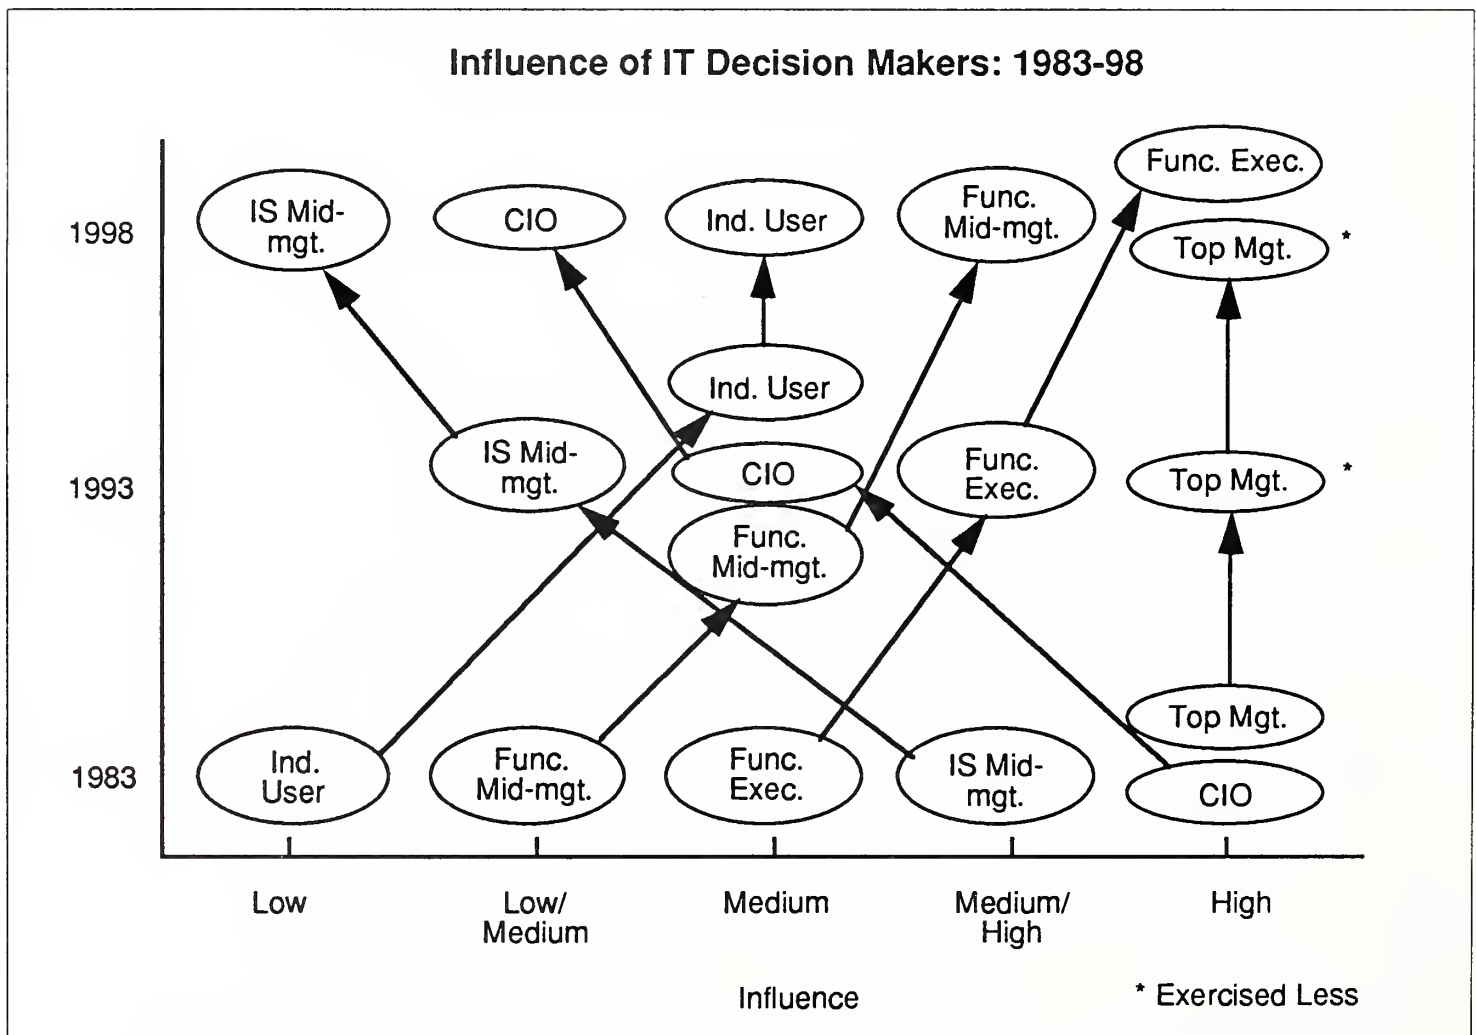 Influence of IT Decision Makers: 1983-98
Func. Exec.
1998
IS Mid-
mgt.
CIO
Ind. User
Func.
Mid-mgt.
Top Mgt.
*
Ind. User
1993
IS Mid-
mgt.
CIO
Func.
Exec.
Top Mgt.
*
Func.
Mid-mgt.
Top Mgt.
1983
Ind.
User
Func.
Mid-mgt.
Func.
Exec.
IS Mid-
mgt.
CIO
Low
Low/
Medium
Medium
Medium/
High
High
Influence
* Exercised Less